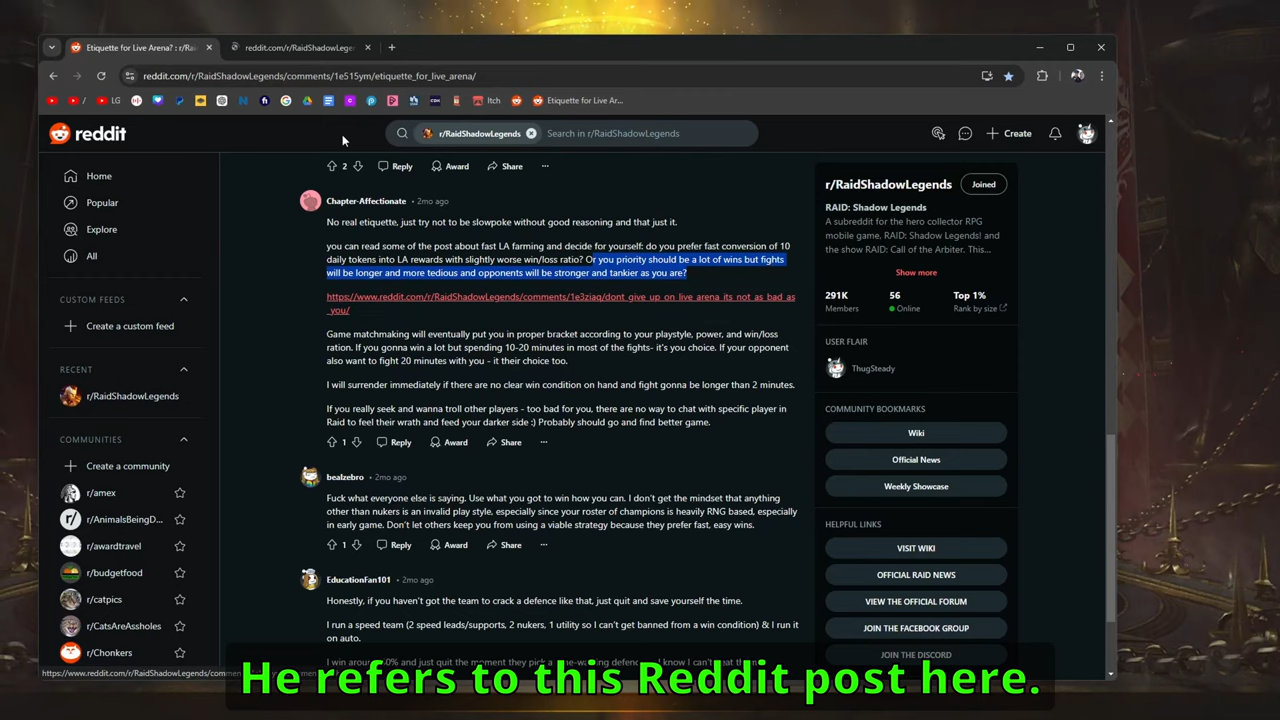 Etiquette for Live Arena? : r/Rai
reddit.com/r/RaidShadowLeger
reddit.com/r/RaidShadowLegends/comments/1e515ym/etiquette_for_live_arena/
LG
Itch
Etiquette for Live Ar...
reddit
r/RaidShadowLegends
Search in r/RaidShadowLegends
Create
Home
Popular
Explore
All
CUSTOM FEEDS
Create a custom feed
RECENT
r/RaidShadowLegends
COMMUNITIES
Create a community
r/amex
r/AnimalsBeingD...
r/awardtravel
r/budgetfood
r/catpics
r/CatsAreAssholes
r/Chonkers
2
Reply
Award
Share
Chapter-Affectionate • 2mo ago
No real etiquette, just try not to be slowpoke without good reasoning and that just it.
you can read some of the post about fast LA farming and decide for yourself: do you prefer fast conversion of 10
daily tokens into LA rewards with slightly worse win/loss ratio? Or you priority should be a lot of wins but fights
will be longer and more tedious and opponents will be stronger and tankier as you are?
https://www.reddit.com/r/RaidShadowLegends/comments/1e3ziaq/dont_give_up_on_live_arena_its_not_as_bad_as
_you/
Game matchmaking will eventually put you in proper bracket according to your playstyle, power, and win/loss
ration. If you gonna win a lot but spending 10-20 minutes in most of the fights- it's you choice. If your opponent
also want to fight 20 minutes with you - it their choice too.
I will surrender immediately if there are no clear win condition on hand and fight gonna be longer than 2 minutes.
If you really seek and wanna troll other players - too bad for you, there are no way to chat with specific player in
Raid to feel their wrath and feed your darker side :) Probably should go and find better game.
1
Reply
Award
Share
bealzebro • 2mo ago
Fuck what everyone else is saying. Use what you got to win how you can. I don't get the mindset that anything
other than nukers is an invalid play style, especially since your roster of champions is heavily RNG based, especially
in early game. Don't let others keep you from using a viable strategy because they prefer fast, easy wins.
1
Reply
Award
Share
EducationFan101 • 2mo ago
Honestly, if you haven't got the team to crack a defence like that, just quit and save yourself the time.
I run a speed team (2 speed leads/supports, 2 nukers, 1 utility so I can't get banned from a win condition) & I run it
on auto.
r/RaidShadowLegends
Joined
RAID: Shadow Legends
A subreddit for the hero collector RPG
mobile game, RAID: Shadow Legends! and
the show RAID: Call of the Arbiter. This...
Show more
291K
56
Top 1%
Members
Online
Rank by size
USER FLAIR
ThugSteady
COMMUNITY BOOKMARKS
Wiki
Official News
Weekly Showcase
HELPFUL LINKS
VISIT WIKI
OFFICIAL RAID NEWS
VIEW THE OFFICIAL FORUM
JOIN THE FACEBOOK GROUP
JOIN THE DISCORD
He refers to this Reddit post here.